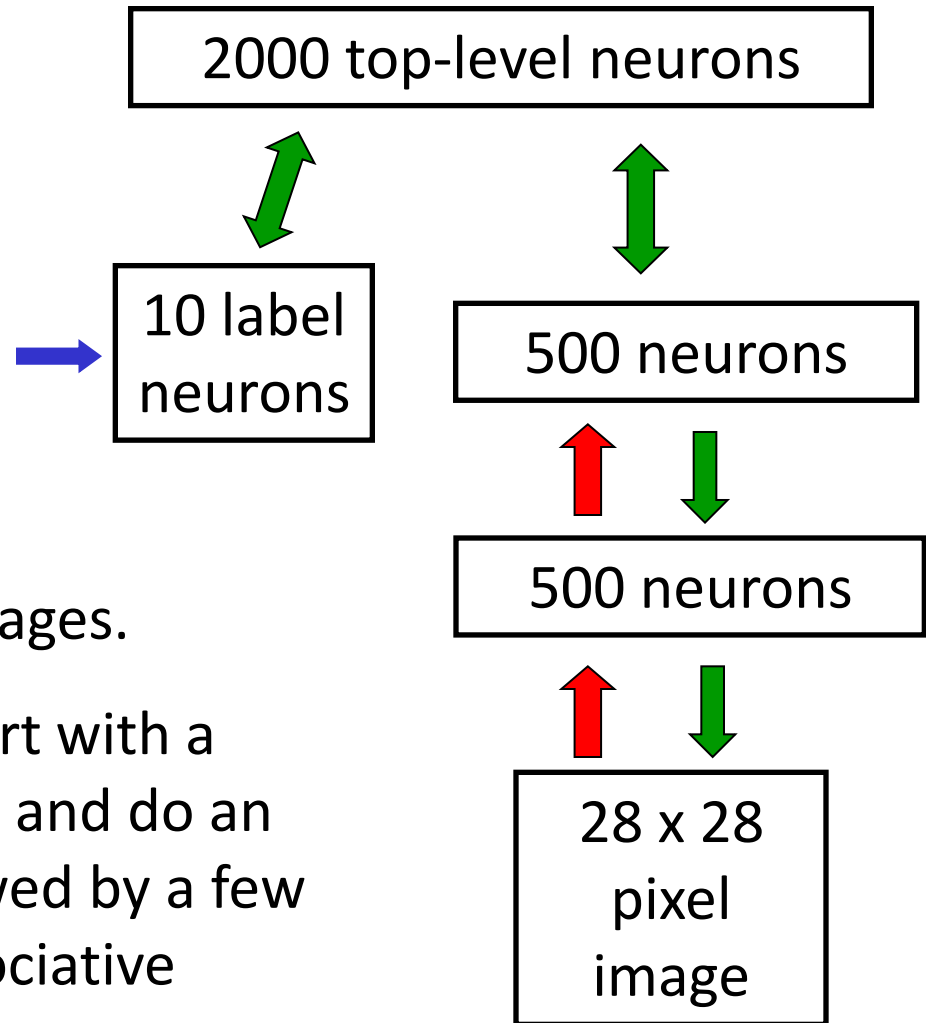 2000 top-level neurons
10 label
neurons
500 neurons
500 neurons
ages.
rt with a
and do an
ved by a few
ociative
28 x 28
pixel
image